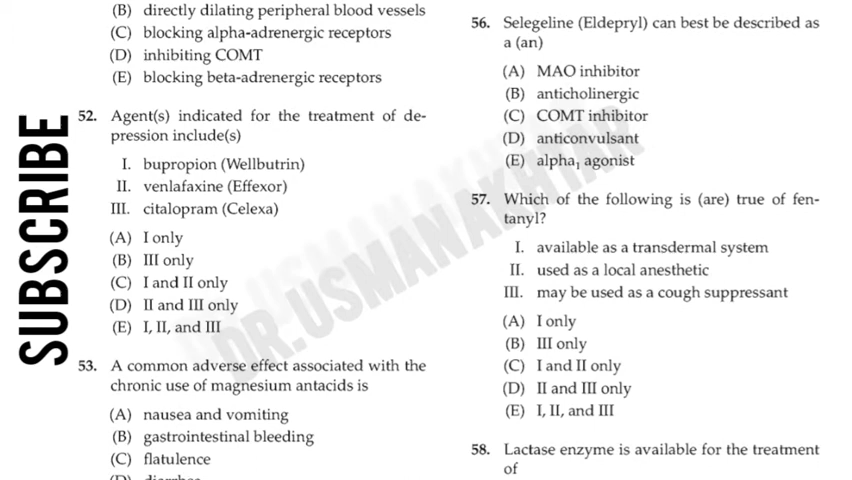 SUBSCRIBE
(B) directly dilating peripheral blood vessels
(C) blocking alpha-adrenergic receptors
(D) inhibiting COMT
(E) blocking beta-adrenergic receptors
52. Agent(s) indicated for the treatment of de-
pression include(s)
I. bupropion (Wellbutrin)
II. venlafaxine (Effexor)
III. citalopram (Celexa)
(A) I only
(B) III only
(C) I and II only
(D) II and III only
(E) I, II, and III
53. A common adverse effect associated with the
chronic use of magnesium antacids is
(A) nausea and vomiting
(B) gastrointestinal bleeding
(C) flatulence
56. Selegeline (Eldepryl) can best be described as
a (an)
(A) MAO inhibitor
(B) anticholinergic
(C) COMT inhibitor
(D) anticonvulsant
(E) alpha₁ agonist
57. Which of the following is (are) true of fen-
tanyl?
I. available as a transdermal system
II. used as a local anesthetic
III. may be used as a cough suppressant
(A) I only
(B) III only
(C) I and II only
(D) II and III only
(E) I, II, and III
58. Lactase enzyme is available for the treatment
of
DR.USMANAKHTAR